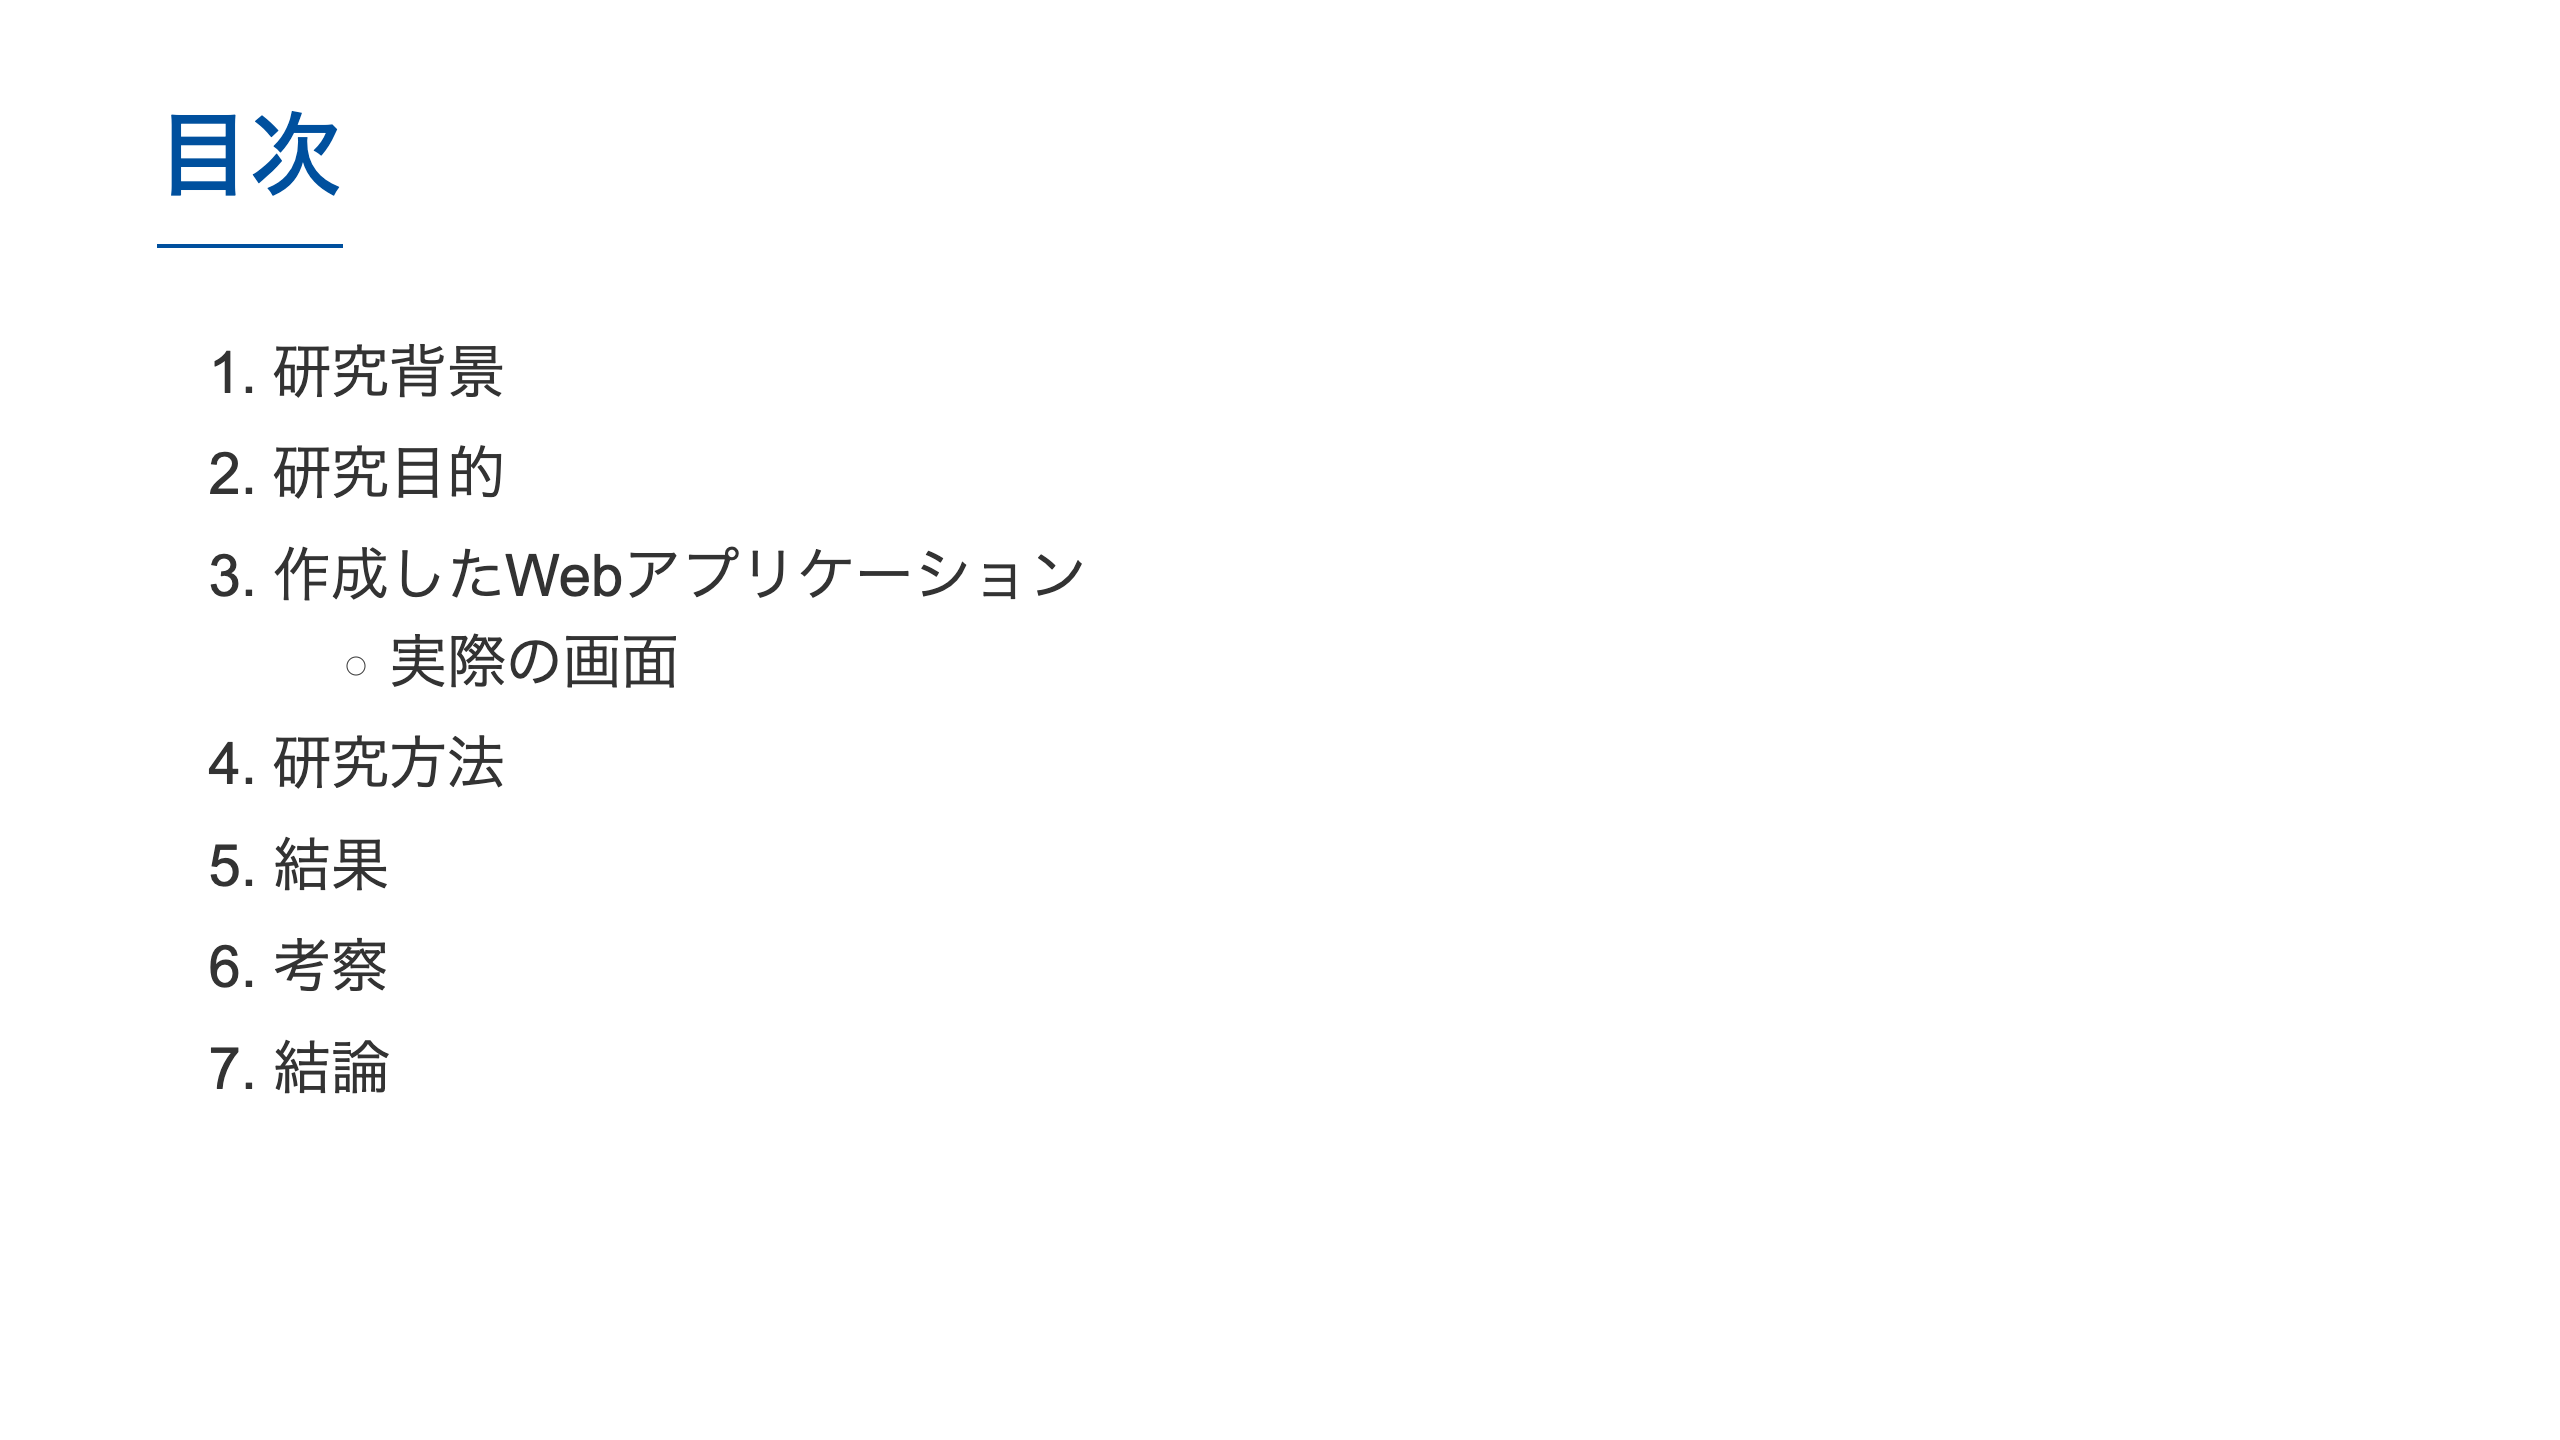 目次
1. 研究背景
2. 研究目的
3. 作成したWebアプリケーション
○ 実際の画面
4. 研究方法
5. 結果
6. 考察
7. 結論